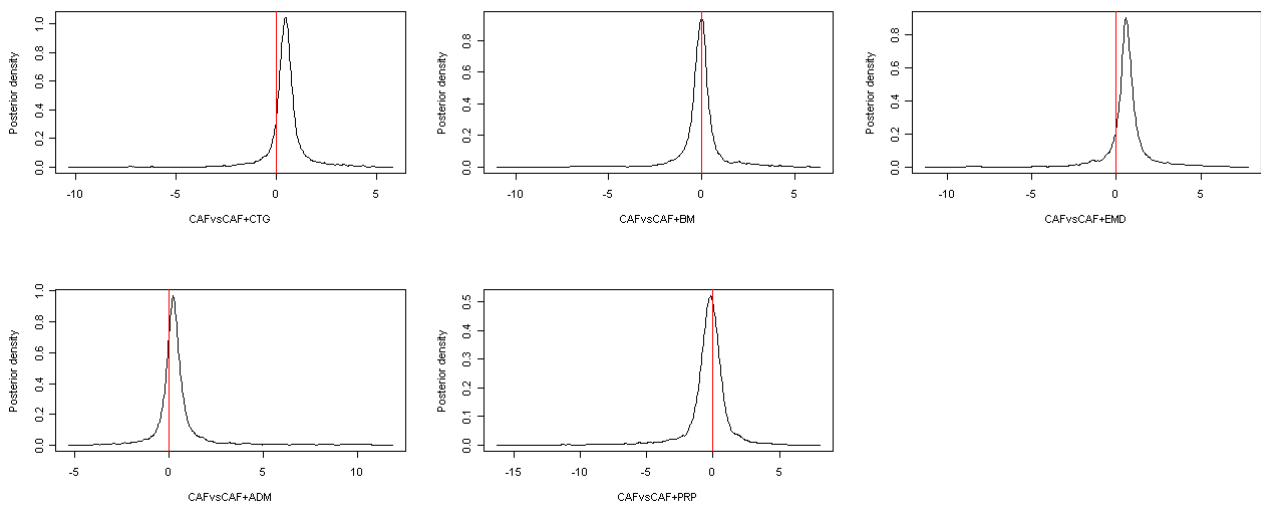 Posterior density
0.0 0.2 0.4 0.6 0.8 1.0
-10 -5 0 5
CAFvsCAF+CTG
Posterior density
0.0 0.2 0.4 0.6 0.8
-10 -5 0 5
CAFvsCAF+BM
Posterior density
0.0 0.2 0.4 0.6 0.8
-10 -5 0 5
CAFvsCAF+EMD
Posterior density
0.0 0.2 0.4 0.6 0.8 1.0
-5 0 5 10
CAFvsCAF+ADM
Posterior density
0.0 0.1 0.2 0.3 0.4 0.5
-15 -10 -5 0 5
CAFvsCAF+PRP